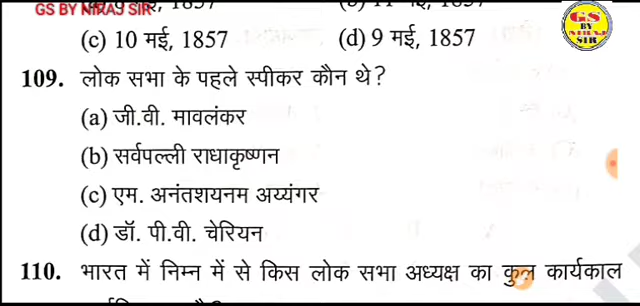 GS BY NIRAJ SIR
(c) 10 मई, 1857 (d) 9 मई, 1857
GS
BY
NIRAJ
SIR
109. लोक सभा के पहले स्पीकर कौन थे?
(a) जी.वी. मावलंकर
(b) सर्वपल्ली राधाकृष्णन
(c) एम. अनंतशयनम अय्यंगर
(d) डॉ. पी.वी. चेरियन
110. भारत में निम्न में से किस लोक सभा अध्यक्ष का कुल कार्यकाल